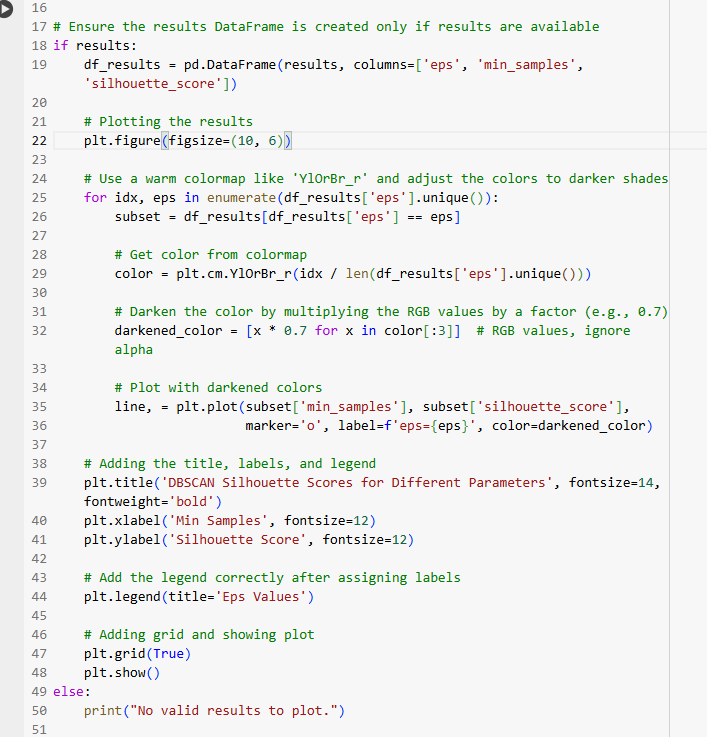 16
17 # Ensure the results DataFrame is created only if results are available
18 if results:
19     df_results = pd.DataFrame(results, columns=['eps', 'min_samples',
    'silhouette_score'])
20
21     # Plotting the results
22     plt.figure(figsize=(10, 6))
23
24     # Use a warm colormap like 'YlOrBr_r' and adjust the colors to darker shades
25     for idx, eps in enumerate(df_results['eps'].unique()):
26         subset = df_results[df_results['eps'] == eps]
27
28         # Get color from colormap
29         color = plt.cm.YlOrBr_r(idx / len(df_results['eps'].unique()))
30
31         # Darken the color by multiplying the RGB values by a factor (e.g., 0.7)
32         darkened_color = [x * 0.7 for x in color[:3]]  # RGB values, ignore
        alpha
33
34         # Plot with darkened colors
35         line, = plt.plot(subset['min_samples'], subset['silhouette_score'],
36                          marker='o', label=f'eps={eps}', color=darkened_color)
37
38     # Adding the title, labels, and legend
39     plt.title('DBSCAN Silhouette Scores for Different Parameters', fontsize=14,
    fontweight='bold')
40     plt.xlabel('Min Samples', fontsize=12)
41     plt.ylabel('Silhouette Score', fontsize=12)
42
43     # Add the legend correctly after assigning labels
44     plt.legend(title='Eps Values')
45
46     # Adding grid and showing plot
47     plt.grid(True)
48     plt.show()
49 else:
50     print("No valid results to plot.")
51